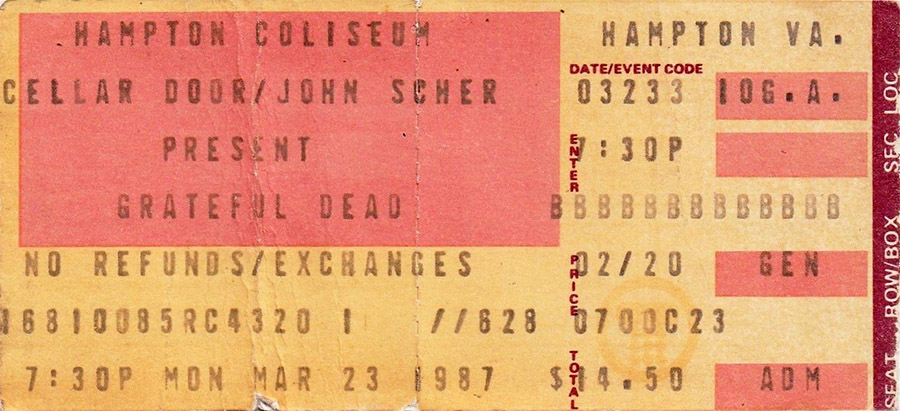 HAMPTON COLISEUM HAMPTON VA.
DATE/EVENT CODE
CELLAR DOOR/JOHN SCHER 03233 10G.A.
PRESENT ENTER 7:30P
GRATEFUL DEAD BBBBBBBBBBBBB
NO REFUNDS/EXCHANGES PRICE 02/20 GEN
16810085RC4320 1 //628 0700C23
7:30P MON MAR 23 1987 TOTAL $14.50 ADM
SEAT ROW/BOX SEC LOC